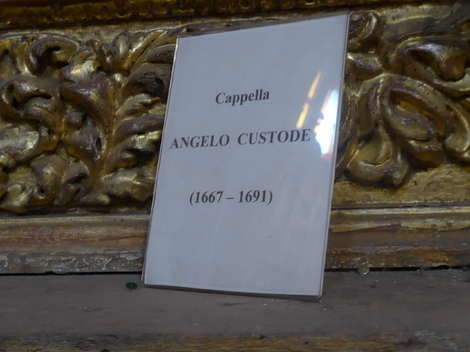 Cappella
ANGELO CUSTODE
(1667 – 1691)